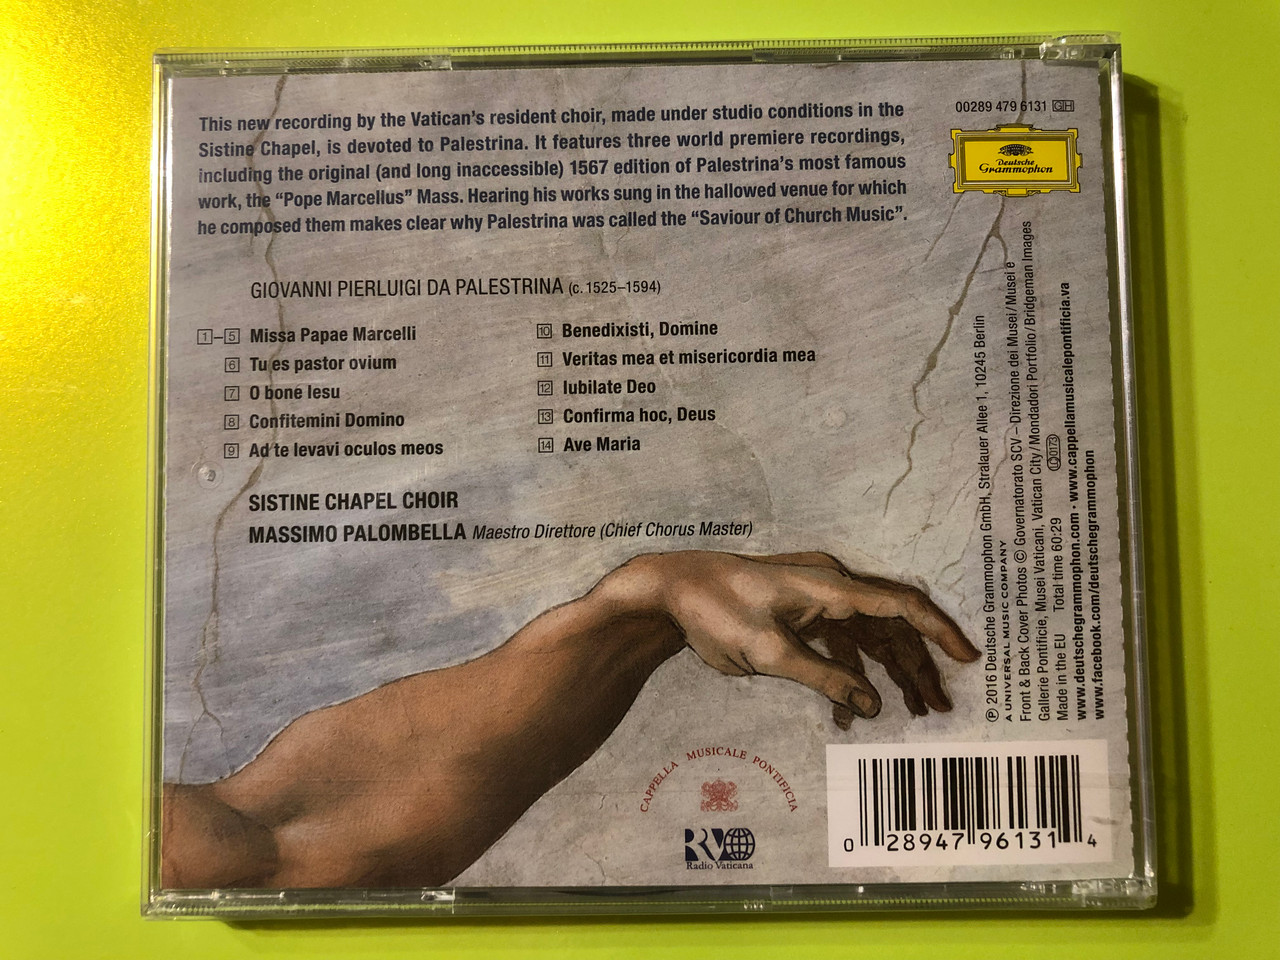 This new recording by the Vatican's resident choir, made under studio conditions in the
Sistine Chapel, is devoted to Palestrina. It features three world premiere recordings,
including the original (and long inaccessible) 1567 edition of Palestrina's most famous
work, the “Pope Marcellus” Mass. Hearing his works sung in the hallowed venue for which
he composed them makes clear why Palestrina was called the “Saviour of Church Music”.
00289 479 6131 GH
Deutsche
Grammophon
GIOVANNI PIERLUIGI DA PALESTRINA (c. 1525–1594)
1–5 Missa Papae Marcelli
6 Tu es pastor ovium
7 O bone Iesu
8 Confitemini Domino
9 Ad te levavi oculos meos
10 Benedixisti, Domine
11 Veritas mea et misericordia mea
12 Iubilate Deo
13 Confirma hoc, Deus
14 Ave Maria
SISTINE CHAPEL CHOIR
MASSIMO PALOMBELLA Maestro Direttore (Chief Chorus Master)
℗ 2016 Deutsche Grammophon GmbH, Stralauer Allee 1, 10245 Berlin
A UNIVERSAL MUSIC COMPANY
Front & Back Cover Photos © Governatorato SCV – Direzione dei Musei / Musei e
Gallerie Pontificie, Musei Vaticani, Vatican City / Mondadori Portfolio / Bridgeman Images
Made in the EU Total time 60:29 LC 0173
www.deutschegrammophon.com • www.cappellamusicalepontificia.va
www.facebook.com/deutschegrammophon
CAPPELLA MUSICALE PONTIFICIA
RV
Radio Vaticana
0 28947 96131 4